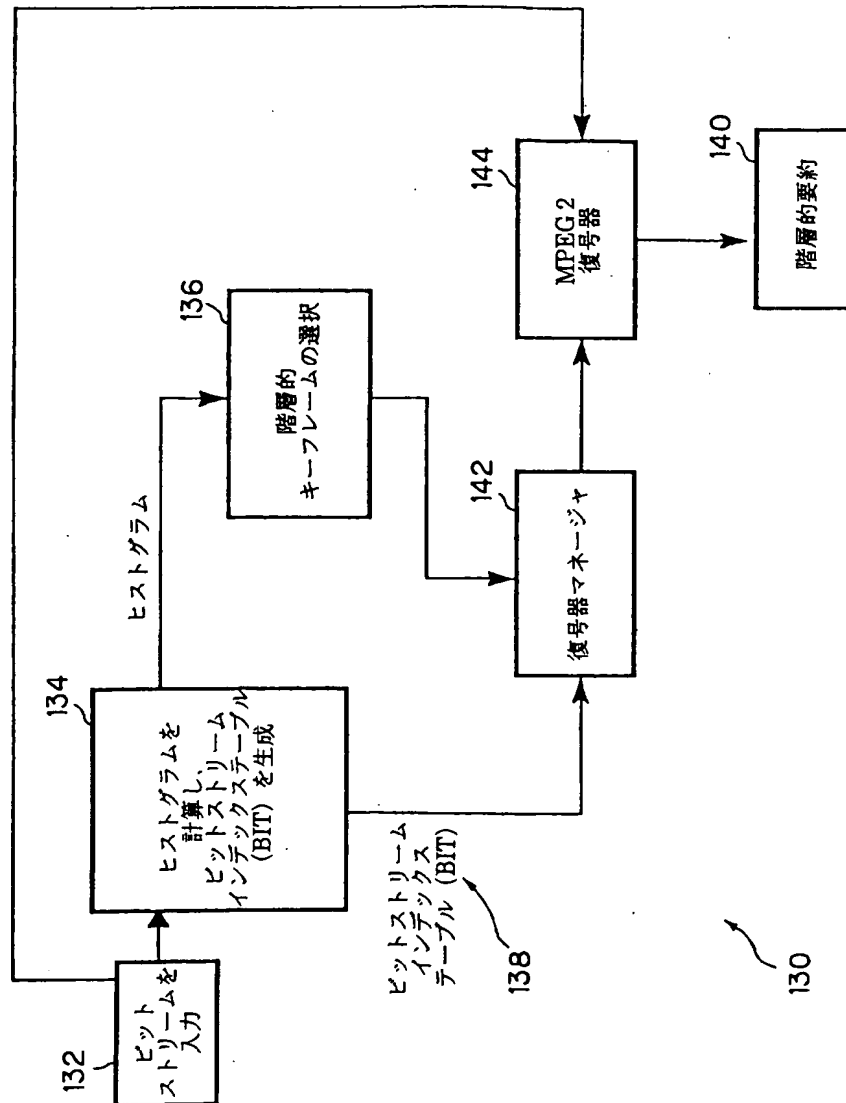 132
ビット
ストリームを
入力
134
ヒストグラムを
計算し、
ビットストリーム
インデックステーブル
(BIT) を生成
ヒストグラム
136
階層的
キーフレームの選択
ビットストリーム
インデックス
テーブル (BIT)
138
142
復号器マネージャ
144
MPEG 2
復号器
140
階層的要約
130